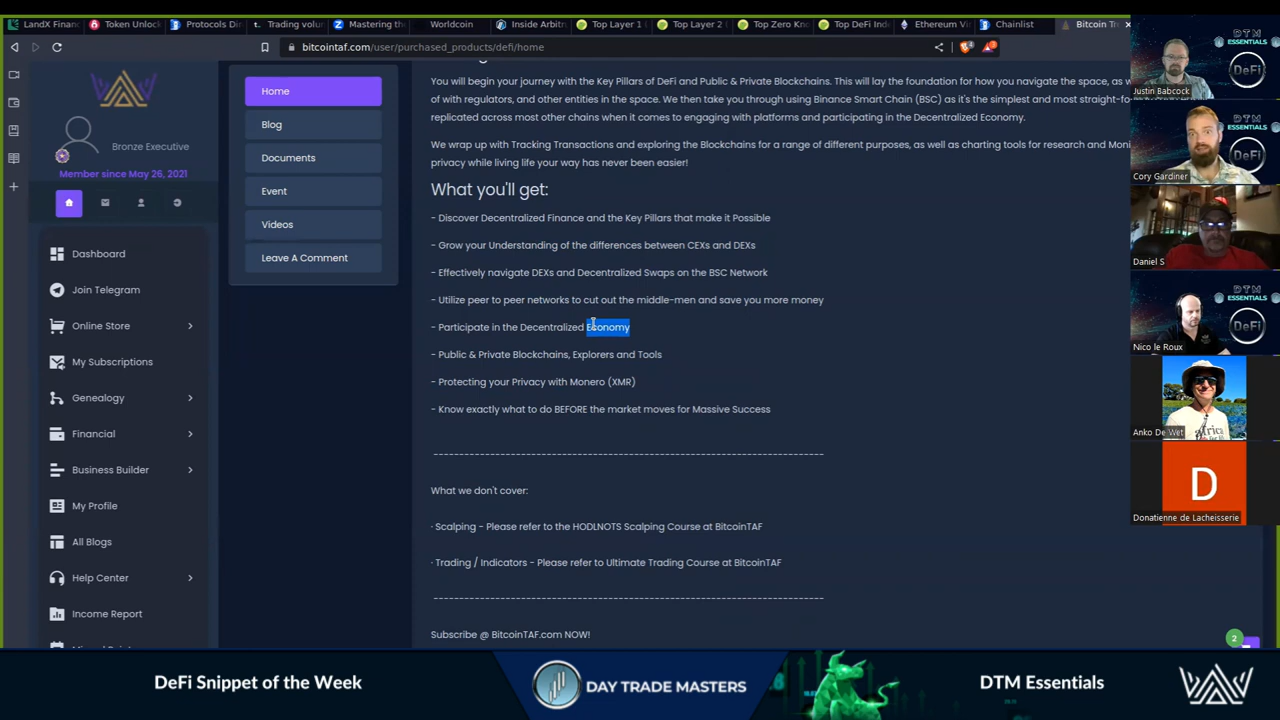 LandX Financ
Token Unlock
Protocols Dir
Trading volu
Mastering the
Worldcoin
Inside Arbitr
Top Layer 1
Top Layer 2
Top Zero Kno
Top DeFi Ind
Ethereum Vi
Chainlist
Bitcoin T
bitcointaf.com/user/purchased_products/defi/home
Bronze Executive
Member since May 26, 2021
Dashboard
Join Telegram
Online Store
My Subscriptions
Genealogy
Financial
Business Builder
My Profile
All Blogs
Help Center
Income Report
Home
Blog
Documents
Event
Videos
Leave A Comment
You will begin your journey with the Key Pillars of DeFi and Public & Private Blockchains. This will lay the foundation for how you navigate the space, as w
of with regulators, and other entities in the space. We then take you through using Binance Smart Chain (BSC) as it's the simplest and most straight-fo
replicated across most other chains when it comes to engaging with platforms and participating in the Decentralized Economy.
We wrap up with Tracking Transactions and exploring the Blockchains for a range of different purposes, as well as charting tools for research and Moni
privacy while living life your way has never been easier!
What you'll get:
- Discover Decentralized Finance and the Key Pillars that make it Possible
- Grow your Understanding of the differences between CEXs and DEXs
- Effectively navigate DEXs and Decentralized Swaps on the BSC Network
- Utilize peer to peer networks to cut out the middle-men and save you more money
- Participate in the Decentralized Economy
- Public & Private Blockchains, Explorers and Tools
- Protecting your Privacy with Monero (XMR)
- Know exactly what to do BEFORE the market moves for Massive Success
What we don't cover:
· Scalping - Please refer to the HODLNOTS Scalping Course at BitcoinTAF
· Trading / Indicators - Please refer to Ultimate Trading Course at BitcoinTAF
Subscribe @ BitcoinTAF.com NOW!
2
DTM
ESSENTIALS
DeFi
Justin Babcock
DTM
ESSENTIALS
DeFi
Cory Gardiner
Daniel S
DTM
ESSENTIALS
DeFi
Nico le Roux
Anko De Wet
D
Donatienne de Lacheisserie
DeFi Snippet of the Week
DAY TRADE MASTERS
DTM Essentials